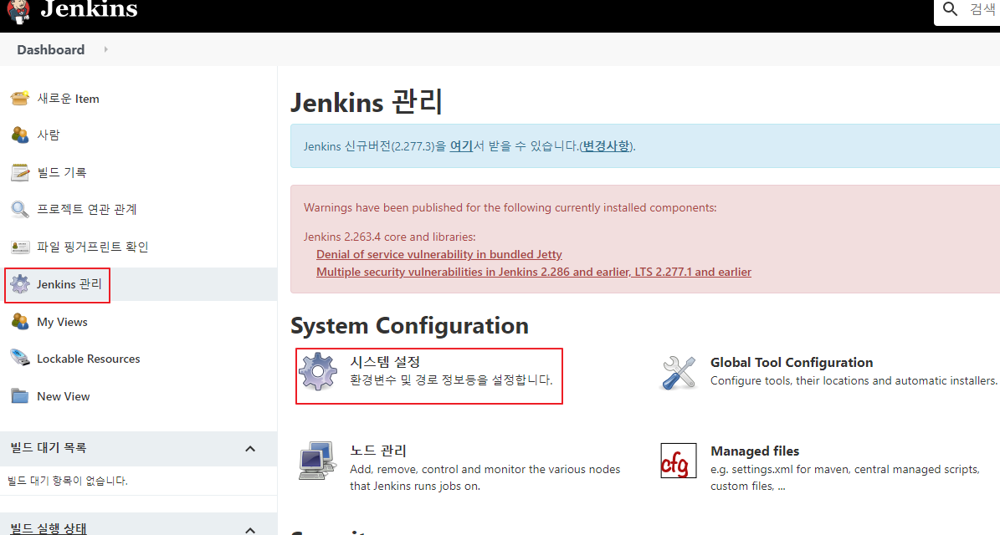 Jenkins
검색
Dashboard
새로운 Item
사람
빌드 기록
프로젝트 연관 관계
파일 핑거프린트 확인
Jenkins 관리
My Views
Lockable Resources
New View
빌드 대기 목록
빌드 대기 항목이 없습니다.
빌드 실행 상태
Jenkins 관리
Jenkins 신규버전(2.277.3)을 여기서 받을 수 있습니다.(변경사항).
Warnings have been published for the following currently installed components:
Jenkins 2.263.4 core and libraries:
Denial of service vulnerability in bundled Jetty
Multiple security vulnerabilities in Jenkins 2.286 and earlier, LTS 2.277.1 and earlier
System Configuration
시스템 설정
환경변수 및 경로 정보등을 설정합니다.
Global Tool Configuration
Configure tools, their locations and automatic installers.
노드 관리
Add, remove, control and monitor the various nodes
that Jenkins runs jobs on.
cfg
Managed files
e.g. settings.xml for maven, central managed scripts,
custom files, ...